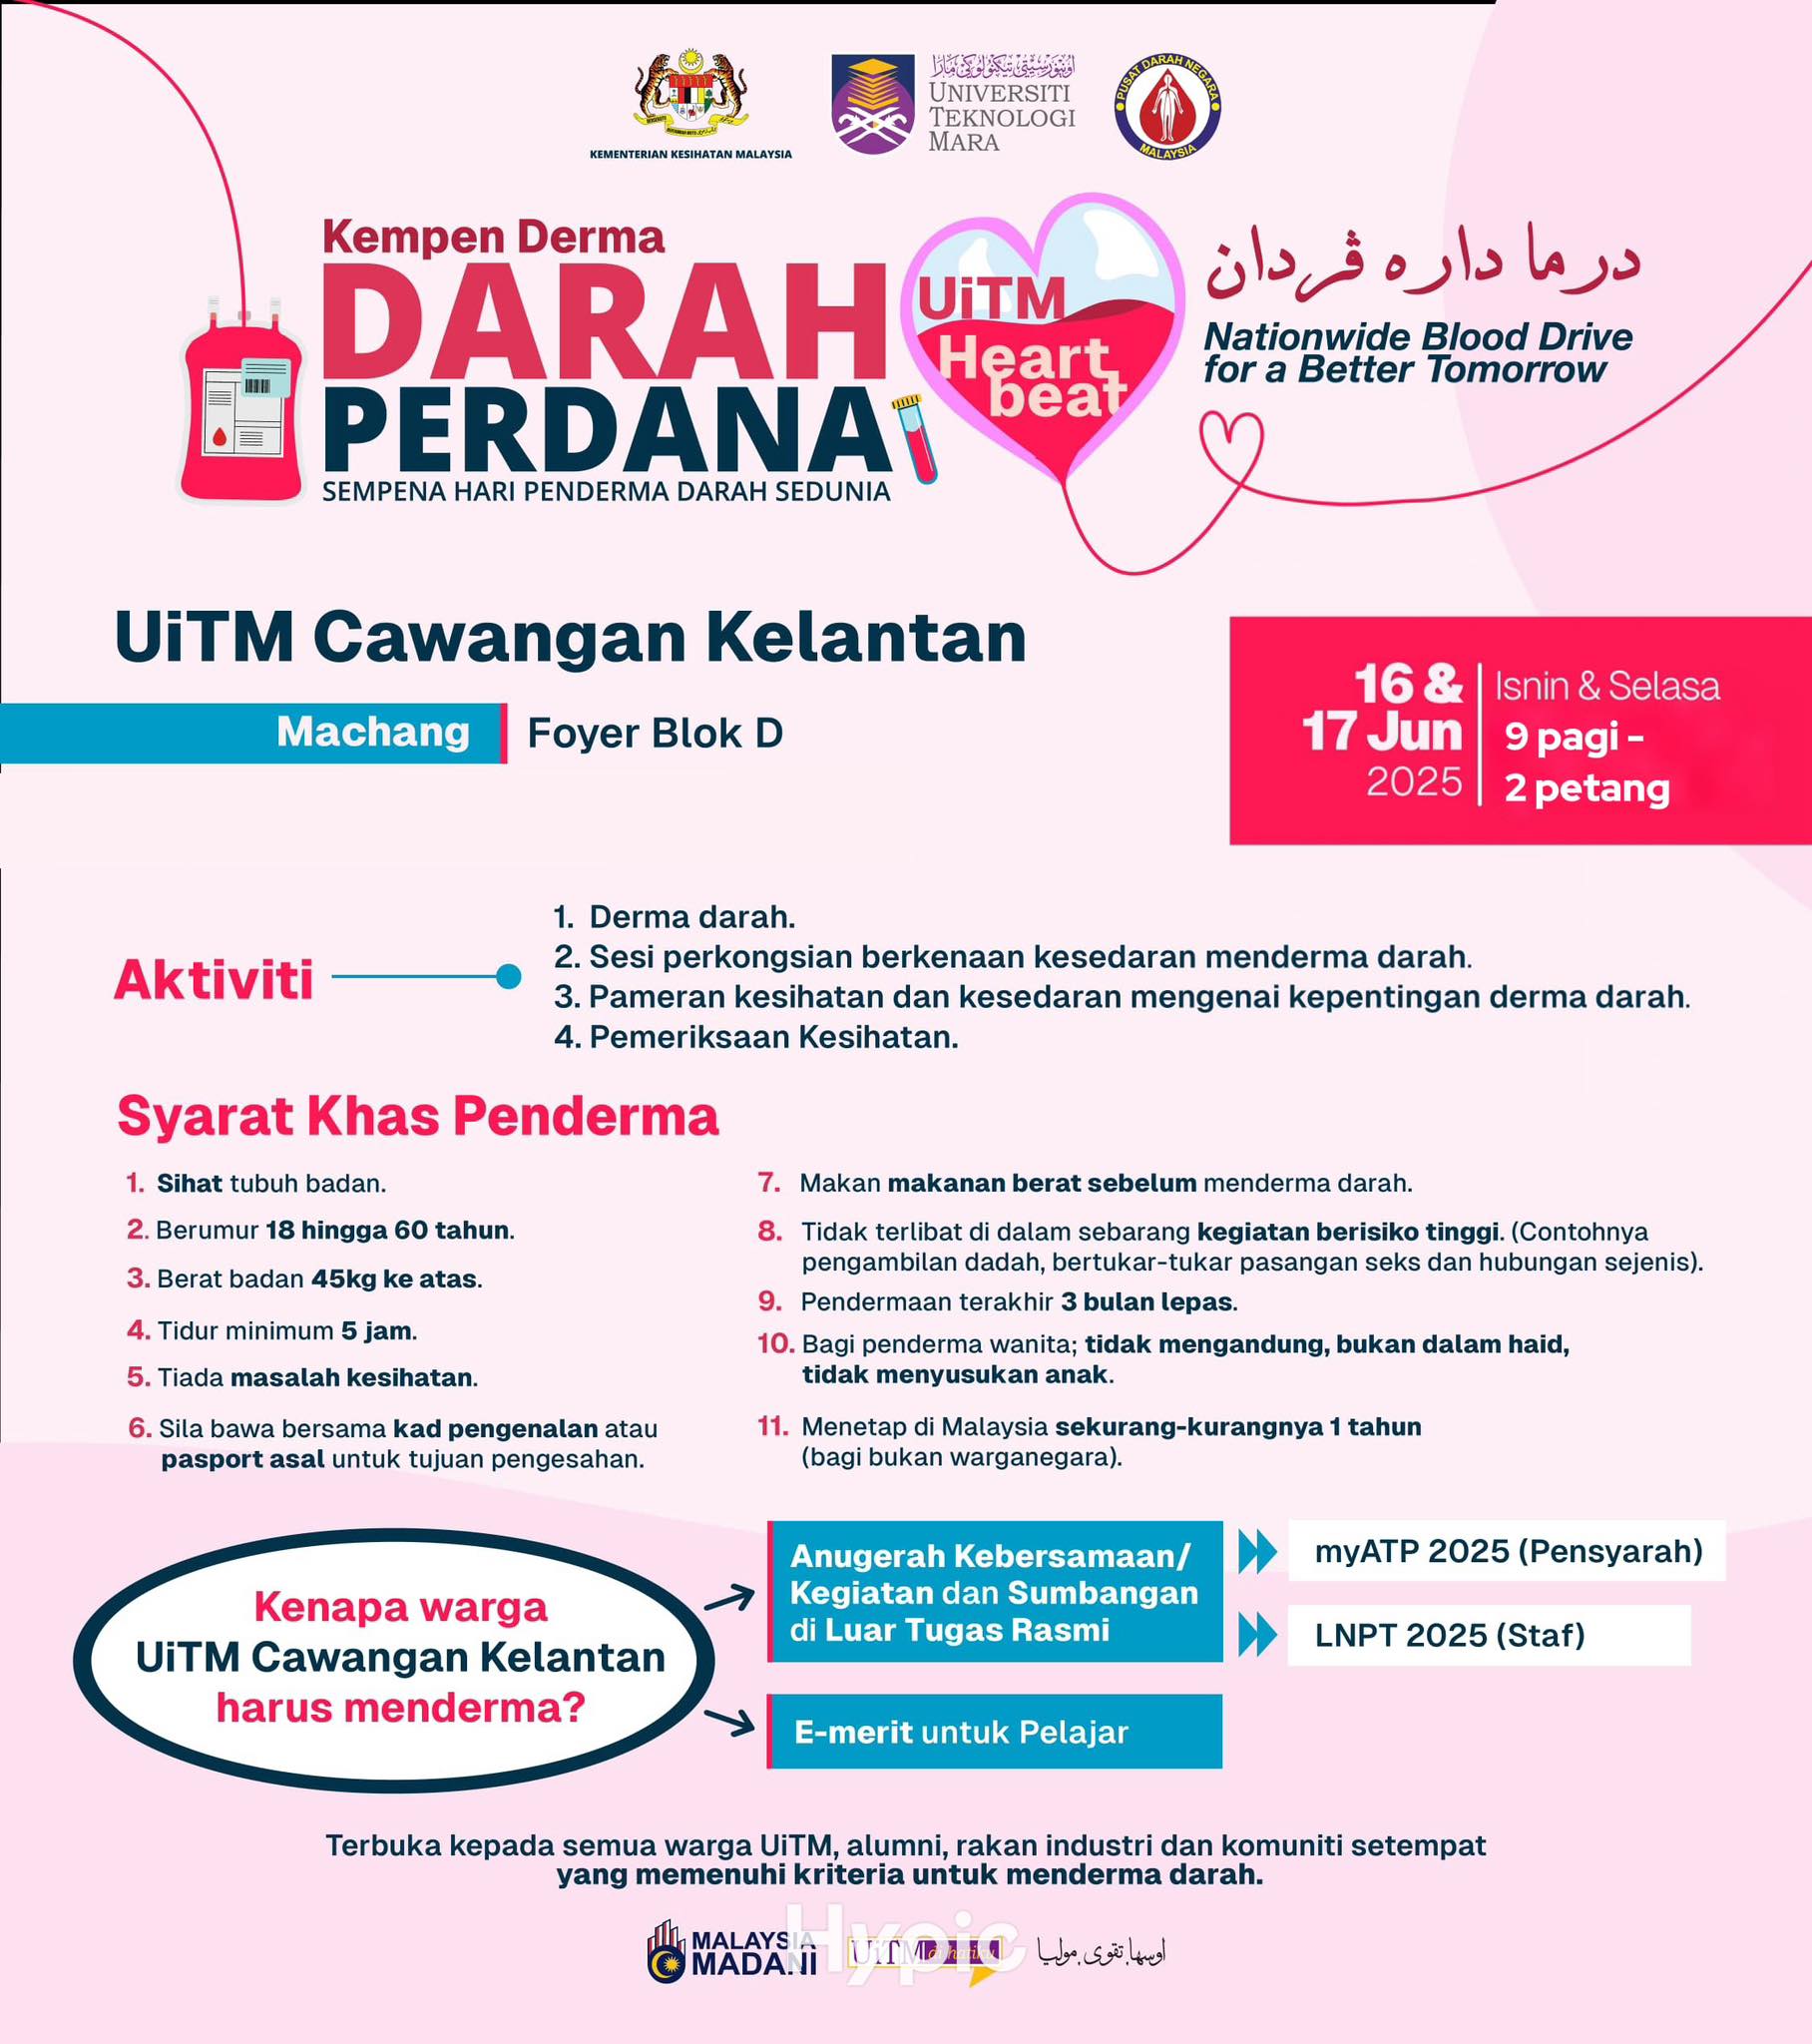 KEMENTERIAN KESIHATAN MALAYSIA
اونيۏرسيتي تيكنولوڬي مارا
UNIVERSITI
TEKNOLOGI
MARA
PUSAT DARAH NEGARA
MALAYSIA
Kempen Derma
DARAH
PERDANA
SEMPENA HARI PENDERMA DARAH SEDUNIA
UiTM
Heart
beat
درما داره ڤردان
Nationwide Blood Drive
for a Better Tomorrow
UiTM Cawangan Kelantan
Machang
Foyer Blok D
16 &
17 Jun
2025
Isnin & Selasa
9 pagi -
2 petang
Aktiviti
1. Derma darah.
2. Sesi perkongsian berkenaan kesedaran menderma darah.
3. Pameran kesihatan dan kesedaran mengenai kepentingan derma darah.
4. Pemeriksaan Kesihatan.
Syarat Khas Penderma
1. Sihat tubuh badan.
2. Berumur 18 hingga 60 tahun.
3. Berat badan 45kg ke atas.
4. Tidur minimum 5 jam.
5. Tiada masalah kesihatan.
6. Sila bawa bersama kad pengenalan atau
pasport asal untuk tujuan pengesahan.
7. Makan makanan berat sebelum menderma darah.
8. Tidak terlibat di dalam sebarang kegiatan berisiko tinggi. (Contohnya
pengambilan dadah, bertukar-tukar pasangan seks dan hubungan sejenis).
9. Pendermaan terakhir 3 bulan lepas.
10. Bagi penderma wanita; tidak mengandung, bukan dalam haid,
tidak menyusukan anak.
11. Menetap di Malaysia sekurang-kurangnya 1 tahun
(bagi bukan warganegara).
Kenapa warga
UiTM Cawangan Kelantan
harus menderma?
Anugerah Kebersamaan/
Kegiatan dan Sumbangan
di Luar Tugas Rasmi
myATP 2025 (Pensyarah)
LNPT 2025 (Staf)
E-merit untuk Pelajar
Terbuka kepada semua warga UiTM, alumni, rakan industri dan komuniti setempat
yang memenuhi kriteria untuk menderma darah.
MALAYSIA
MADANI
UiTM di hatiku
اوسها، تقوى، موليا
Hypic